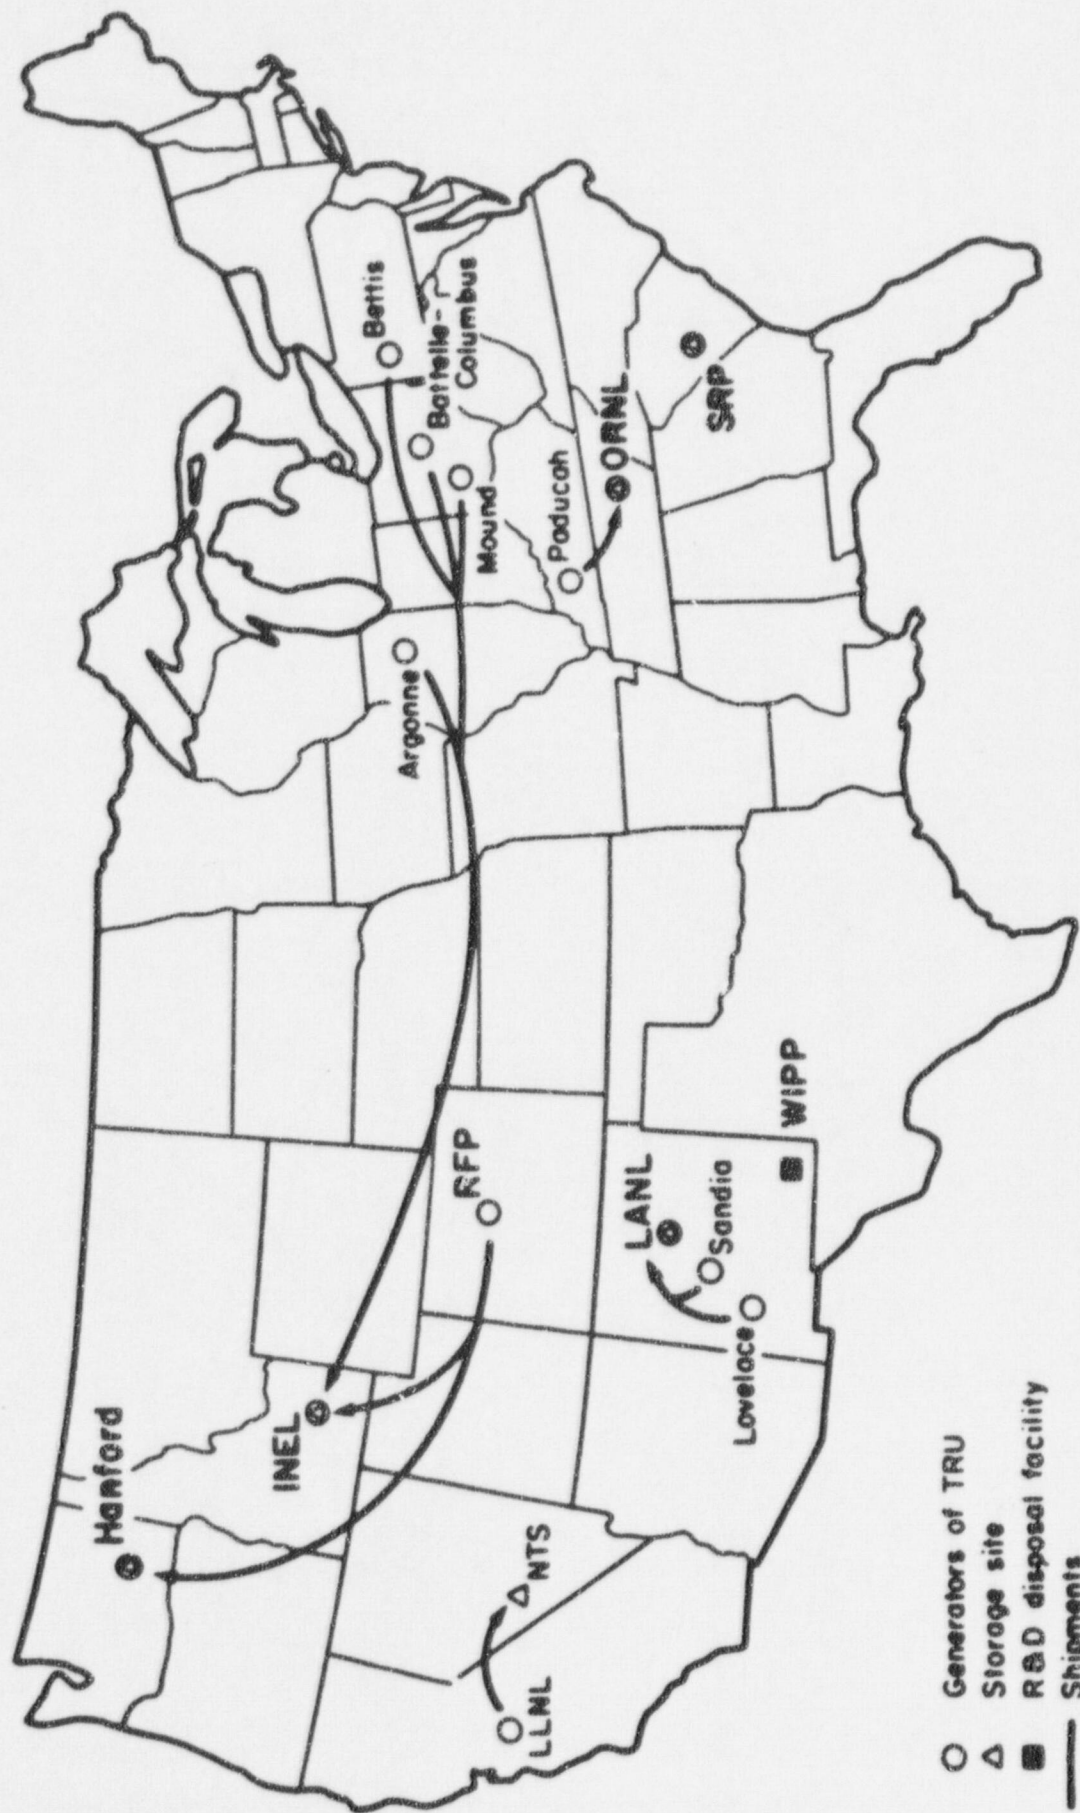 Hanford
INEL
NTS
LLNL
RFP
LANL
Sandia
Lovelace
WIPP
Argonne
Bettis
Battelle-
Columbus
Mound
Paducah
ORNL
SRP
Generators of TRU
Storage site
R&D disposal facility
Shipments